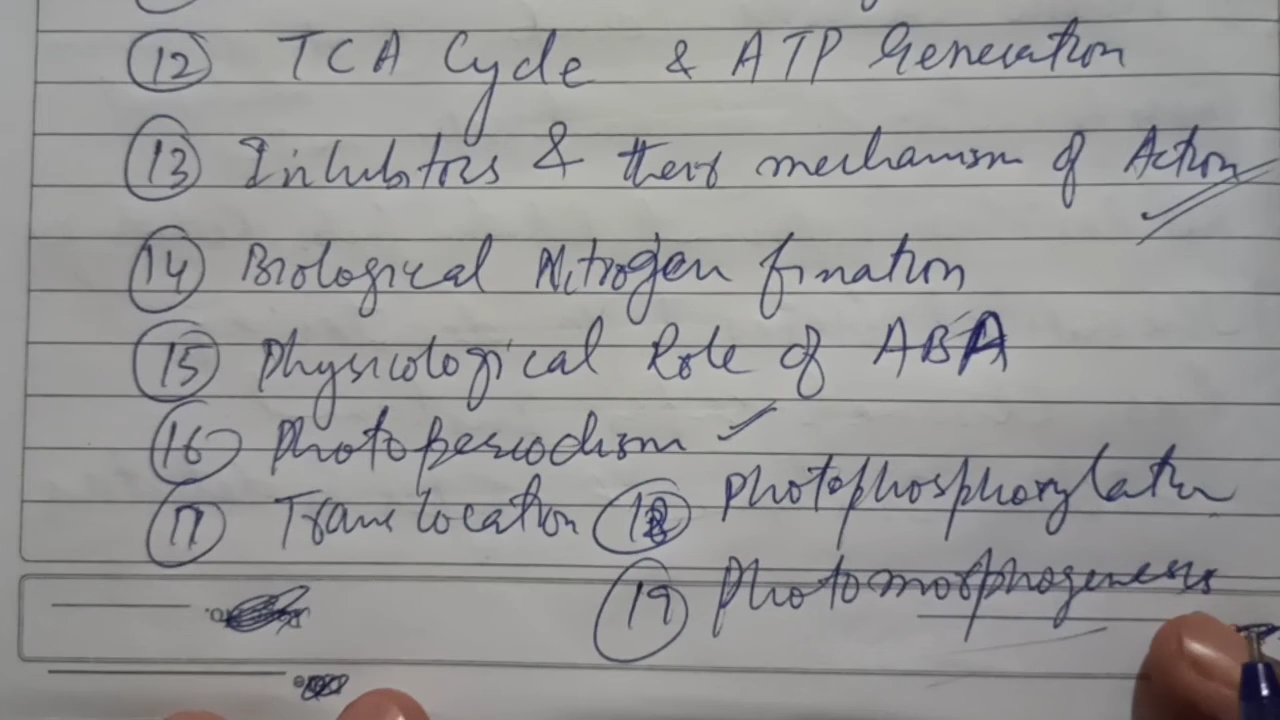 12 TCA Cycle & ATP Generation
13 Inhibitors & their mechanism of Action
14 Biological Nitrogen fixation
15 Physiological Role of ABA
16 Photoperiodism
17 Translocation 18 Photophosphorylation
19 Photomorphogenesis